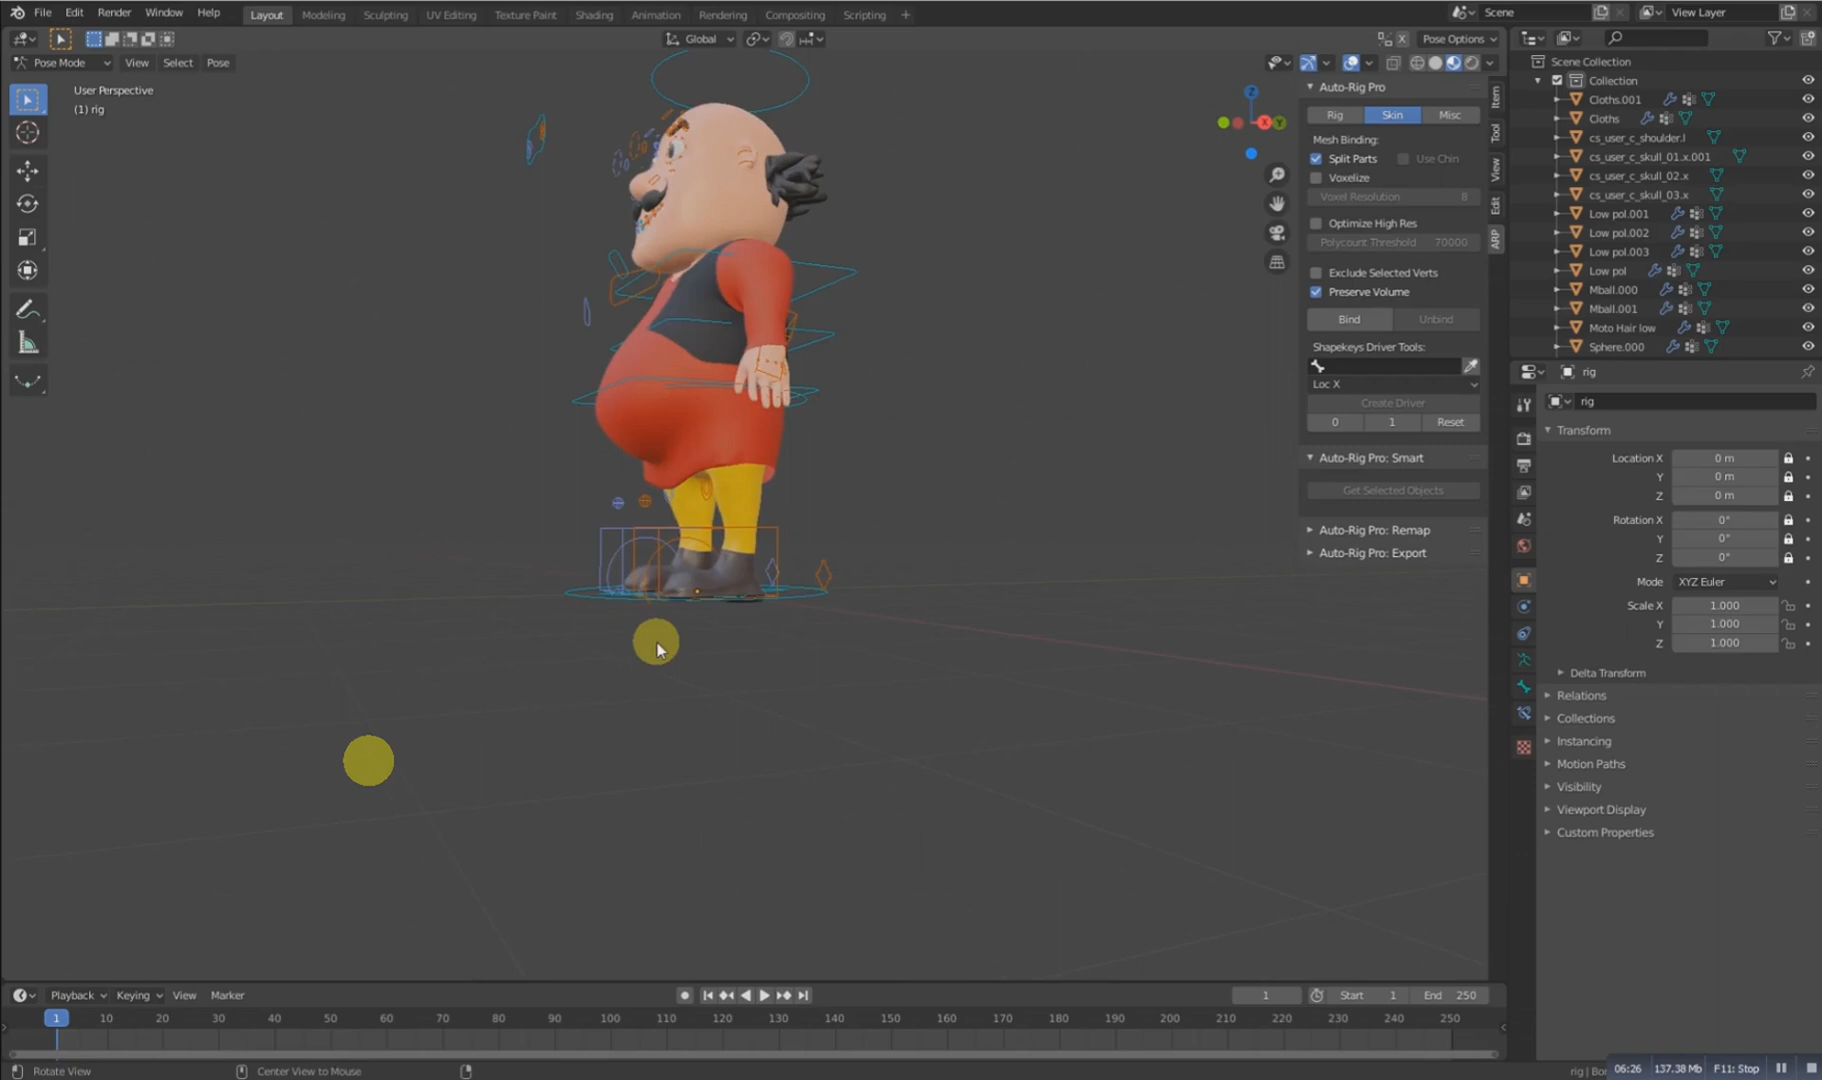 File Edit Render Window Help Layout Modeling Sculpting UV Editing Texture Paint Shading Animation Rendering Compositing Scripting + Scene View Layer
Global Pose Options
Pose Mode View Select Pose
User Perspective
(1) rig
Auto-Rig Pro
Rig Skin Misc
Mesh Binding:
Split Parts Use Chin
Voxelize
Voxel Resolution 8
Optimize High Res
Polycount Threshold 70000
Exclude Selected Verts
Preserve Volume
Bind Unbind
Shapekeys Driver Tools:
Loc X
Create Driver
0 1 Reset
Auto-Rig Pro: Smart
Get Selected Objects
Auto-Rig Pro: Remap
Auto-Rig Pro: Export
Item
Tool
View
Edit
ARP
Z
X
Y
Scene Collection
Collection
Cloths.001
Cloths
cs_user_c_shoulder.l
cs_user_c_skull_01.x.001
cs_user_c_skull_02.x
cs_user_c_skull_03.x
Low pol.001
Low pol.002
Low pol.003
Low pol
Mball.000
Mball.001
Moto Hair low
Sphere.000
rig
rig
Transform
Location X 0 m
Y 0 m
Z 0 m
Rotation X 0°
Y 0°
Z 0°
Mode XYZ Euler
Scale X 1.000
Y 1.000
Z 1.000
Delta Transform
Relations
Collections
Instancing
Motion Paths
Visibility
Viewport Display
Custom Properties
Playback Keying View Marker 1 Start 1 End 250
1 10 20 30 40 50 60 70 80 90 100 110 120 130 140 150 160 170 180 190 200 210 220 230 240 250
Rotate View Center View to Mouse rig | Bo 06:26 137.38 Mb F11: Stop